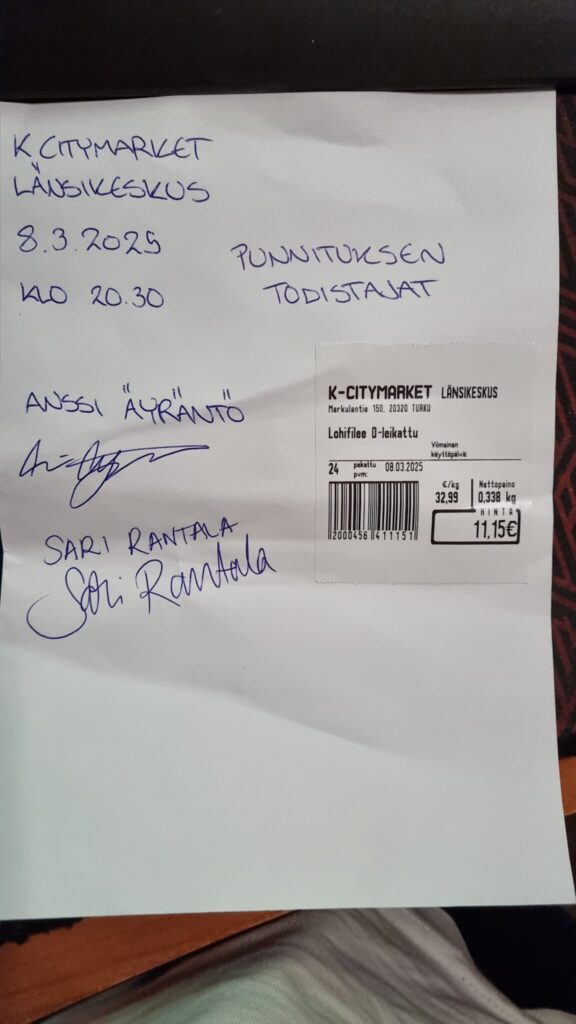 K CITYMARKET
LÄNSIKESKUS
8.3.2025
KLO 20.30
PUNNITUKSEN
TODISTAJAT
ANSSI ÄYRÄNTÖ
SARI RANTALA
Sari Rantala
K-CITYMARKET LÄNSIKESKUS
Markulantie 150, 20320 TURKU
Lohifilee D-leikattu
Viimeinen
käyttöpäivä:
24 pakattu pvm: 08.03.2025
€/kg Nettopaino
32,99 0,338 kg
HINTA
11,15€
2000456 411151